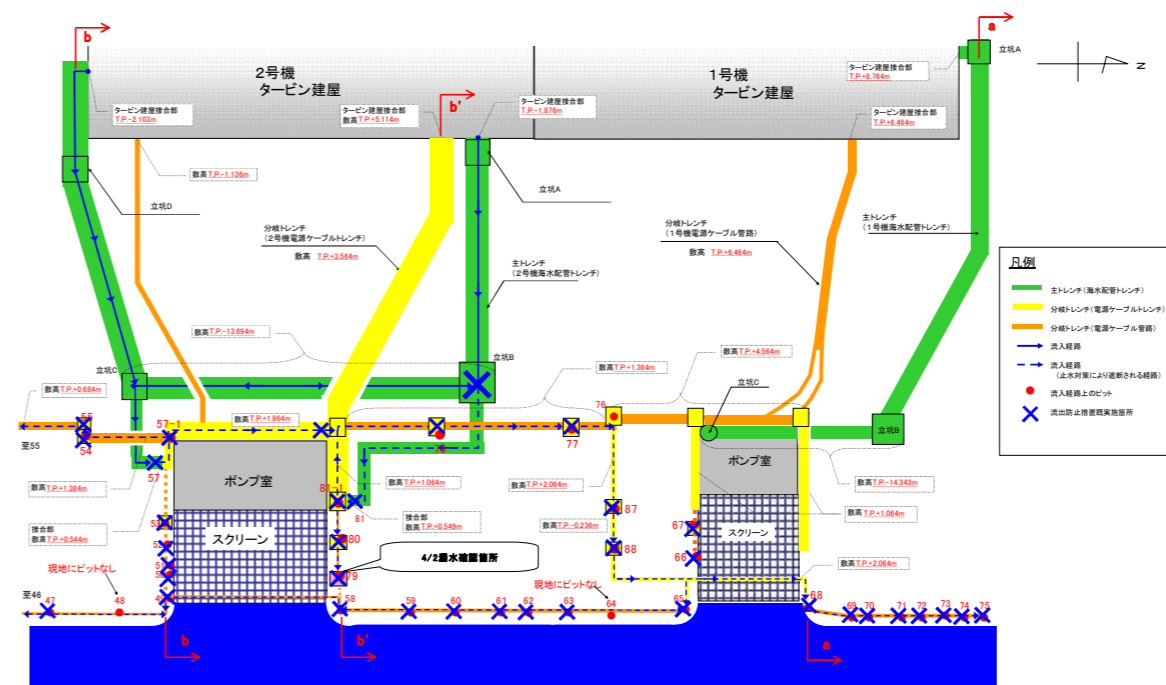 b
a
立坑A
2号機
タービン建屋
1号機
タービン建屋
タービン建屋接合部
T.P.+8.764m
N
b'
タービン建屋接合部
T.P.-2.103m
タービン建屋接合部
敷高T.P.+5.114m
タービン建屋接合部
T.P.-1.876m
タービン建屋接合部
T.P.+6.464m
敷高T.P.-1.136m
立坑A
立坑D
分岐トレンチ
(2号機電源ケーブルトレンチ)
敷高 T.P.+3.564m
分岐トレンチ
(1号機電源ケーブル管路)
敷高 T.P.+6.464m
主トレンチ
(1号機海水配管トレンチ)
主トレンチ
(2号機海水配管トレンチ)
凡例
主トレンチ(海水配管トレンチ)
分岐トレンチ(電源ケーブルトレンチ)
分岐トレンチ(電源ケーブル管路)
流入経路
流入経路
(止水対策により遮断される経路)
流入経路上のピット
流出防止措置既実施箇所
敷高T.P.-13.694m
敷高T.P.+4.564m
立坑B
敷高T.P.+1.364m
立坑C
立坑C
敷高T.P.+0.684m
55
57-1
敷高T.P.+1.964m
76
至55
54
77
立坑B
57
ポンプ室
ポンプ室
敷高T.P.+1.384m
敷高T.P.+1.064m
敷高T.P.+2.064m
敷高T.P.-14.343m
81-1
81
87
敷高T.P.+1.064m
接合部
敷高T.P.+0.544m
接合部
敷高T.P.+0.549m
敷高T.P.-0.236m
67
スクリーン
スクリーン
80
88
66
4/2漏水確認箇所
敷高T.P.+2.064m
現地にピットなし
79
現地にピットなし
至46
47
48
58
59
60
61
62
63
64
65
68
69
70
71
72
73
74
75
b
b'
a